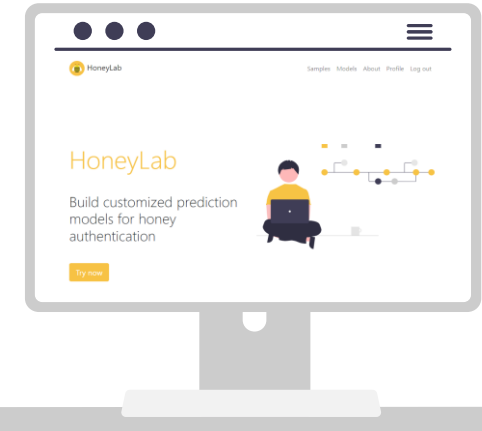 HoneyLab
Samples Models About Profile Log out
HoneyLab
Build customized prediction
models for honey
authentication
Try now